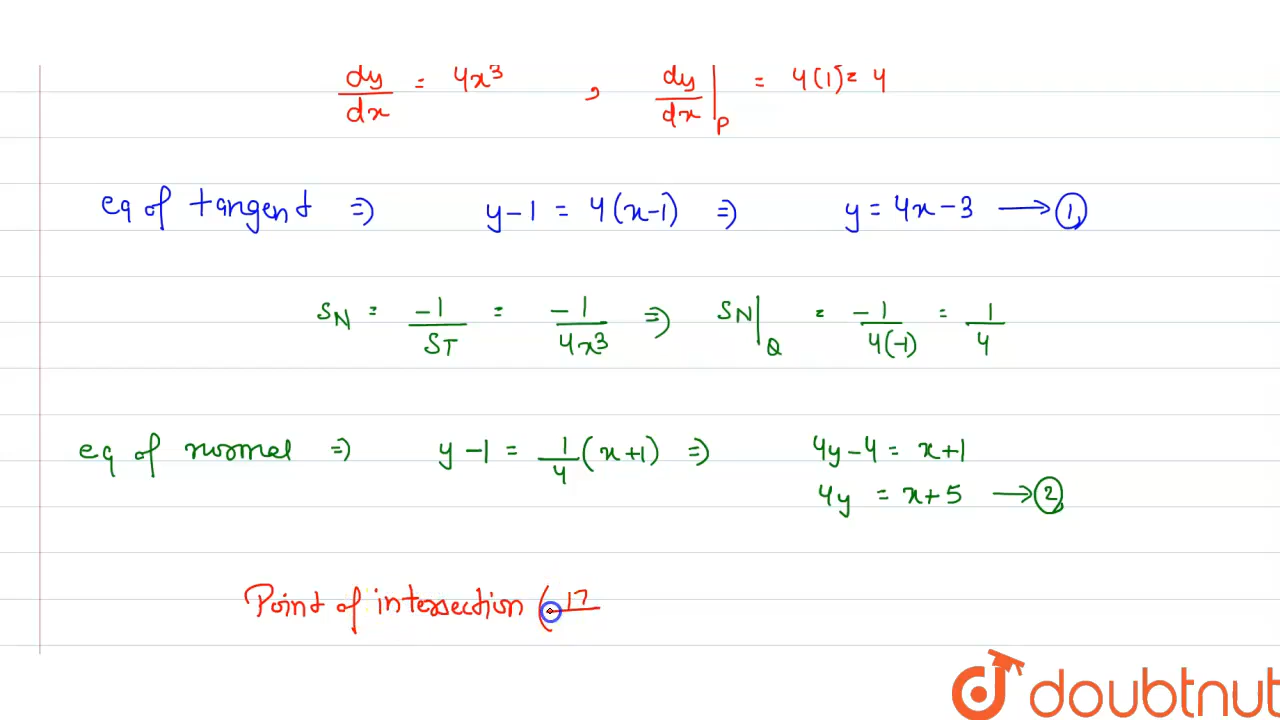 dy/dx = 4x³ , dy/dx|P = 4(1) = 4
eq of tangent ⇒ y-1 = 4(x-1) ⇒ y = 4x-3 → ①
SN = -1/ST = -1/4x³ ⇒ SN|Q = -1/4(-1) = 1/4
eq of normal ⇒ y-1 = 1/4(x+1) ⇒ 4y-4 = x+1
4y = x+5 → ②
Point of intersection (17/
doubtnut